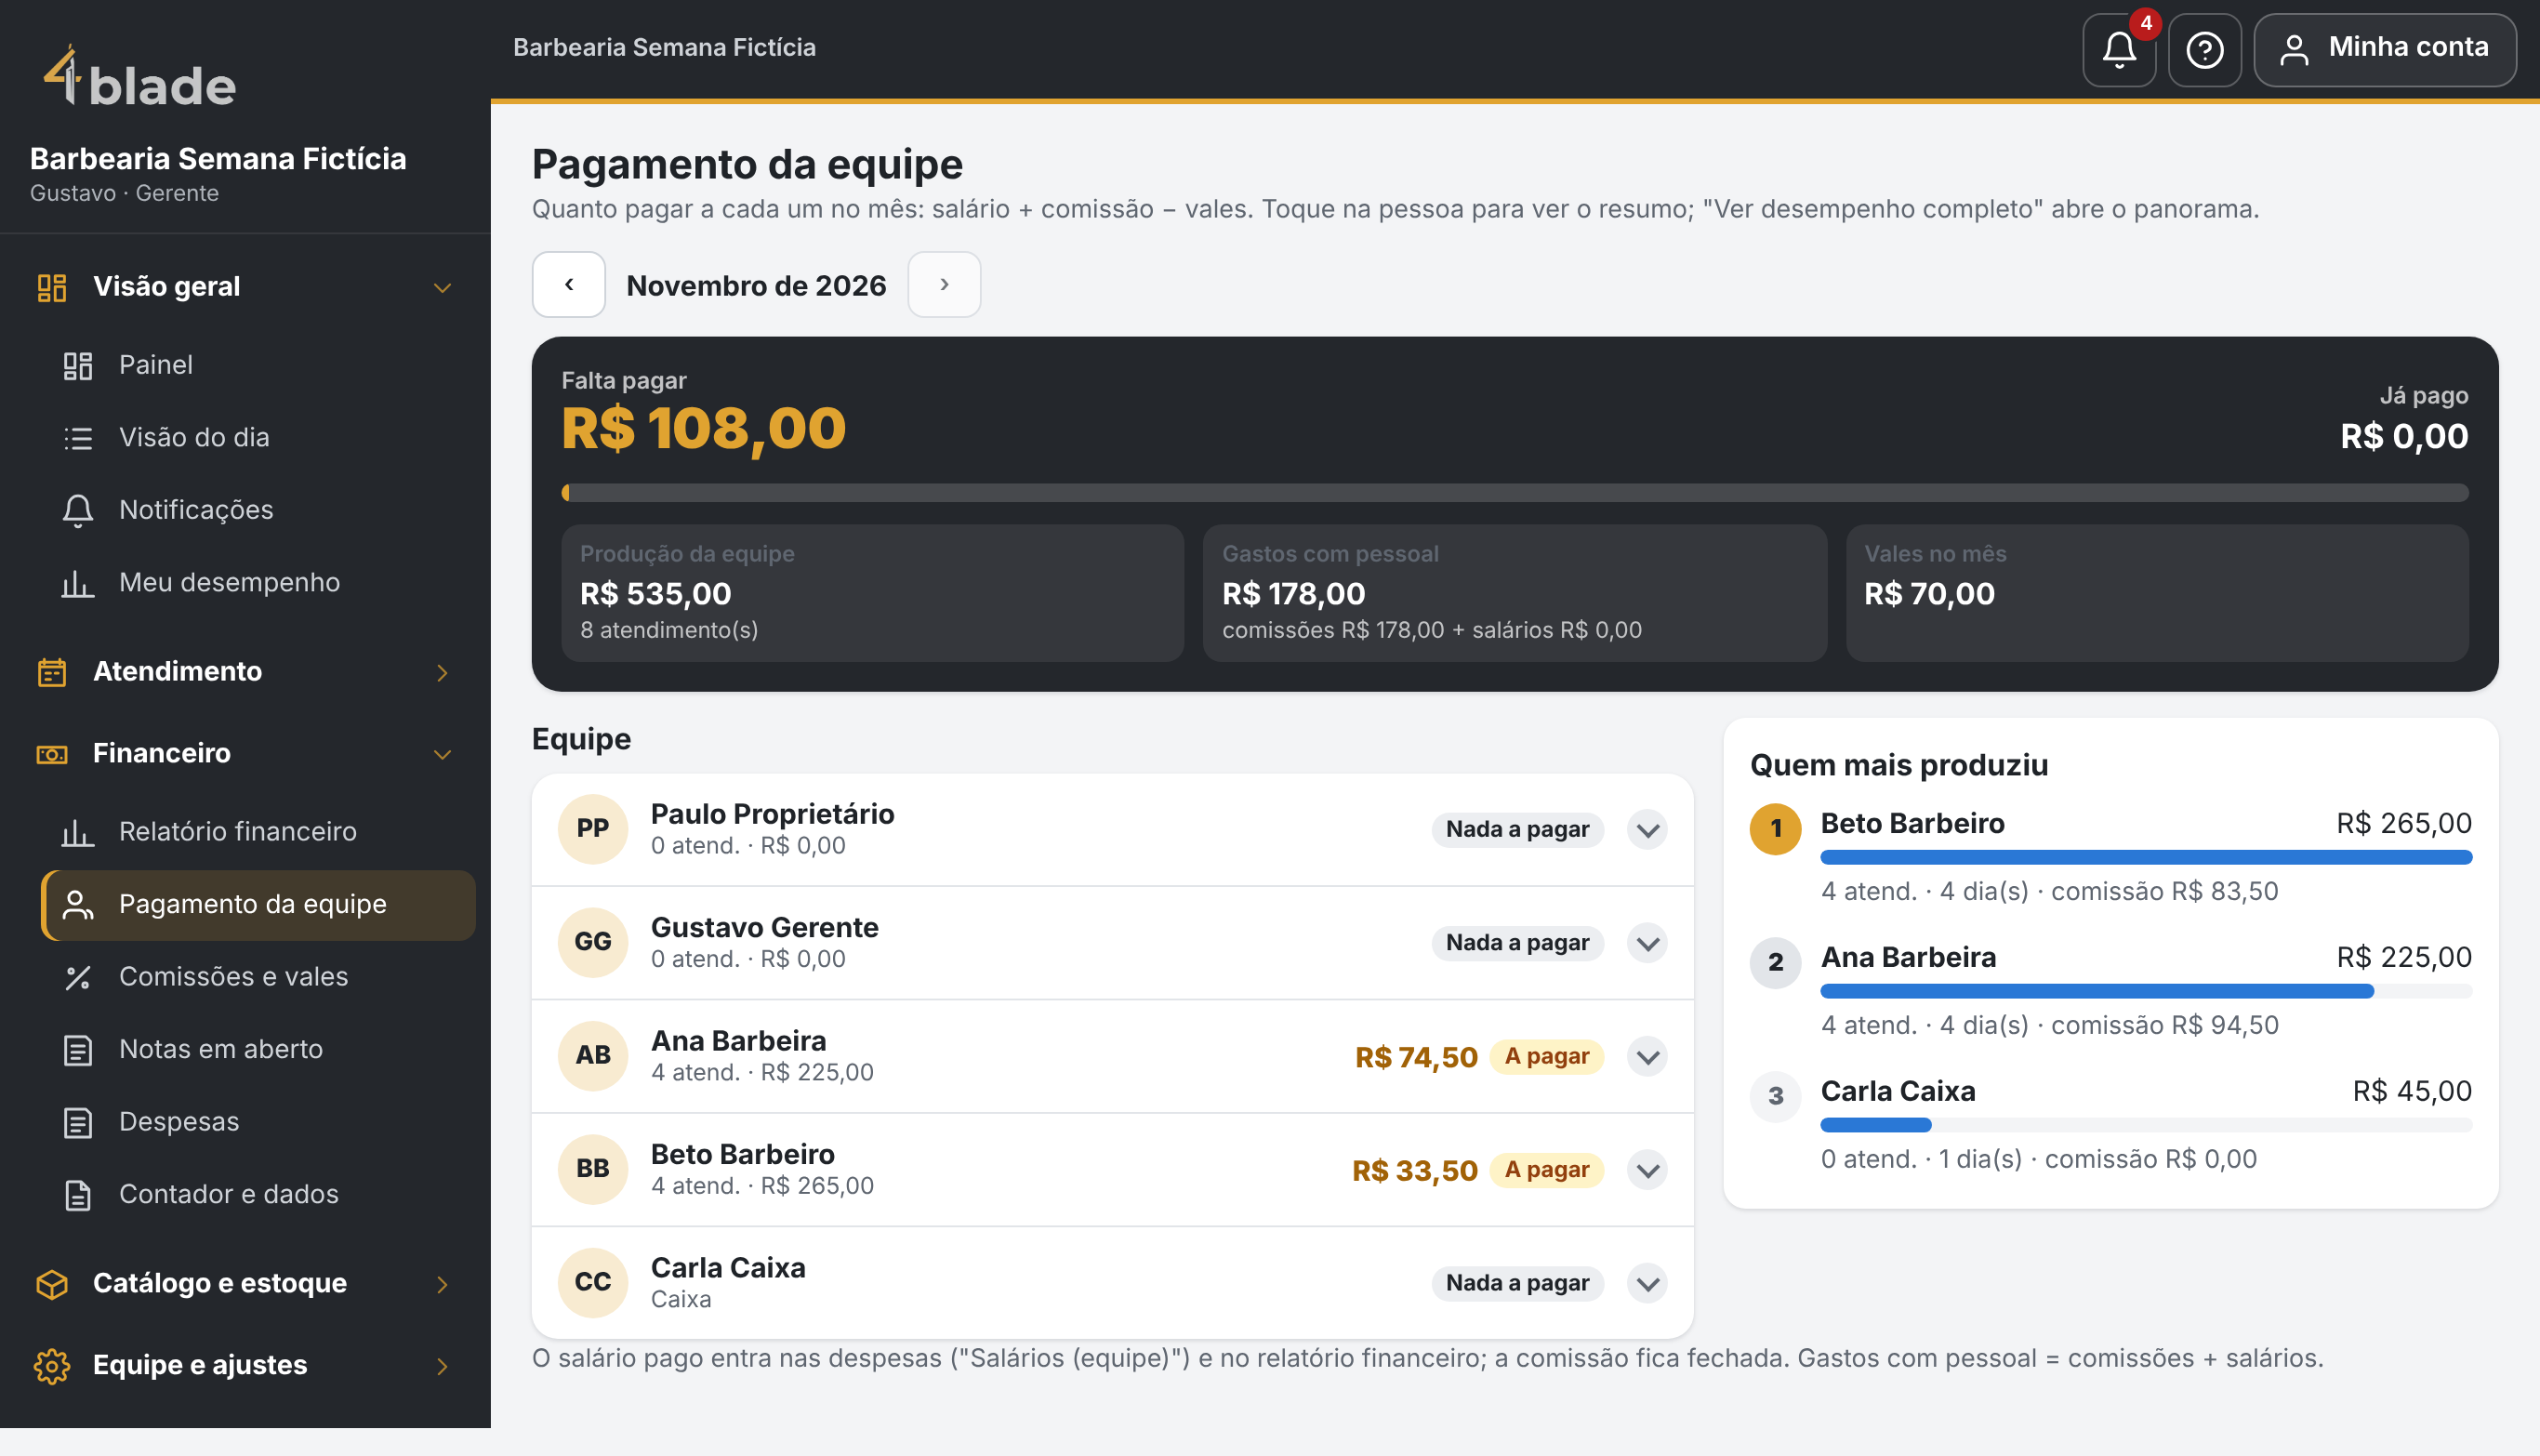 4blade
Barbearia Semana Fictícia
Gustavo · Gerente
Visão geral
Painel
Visão do dia
Notificações
Meu desempenho
Atendimento
Financeiro
Relatório financeiro
Pagamento da equipe
Comissões e vales
Notas em aberto
Despesas
Contador e dados
Catálogo e estoque
Equipe e ajustes
Barbearia Semana Fictícia
4
Minha conta
Pagamento da equipe
Quanto pagar a cada um no mês: salário + comissão − vales. Toque na pessoa para ver o resumo; "Ver desempenho completo" abre o panorama.
‹ Novembro de 2026 ›
Falta pagar
R$ 108,00
Já pago
R$ 0,00
Produção da equipe
R$ 535,00
8 atendimento(s)
Gastos com pessoal
R$ 178,00
comissões R$ 178,00 + salários R$ 0,00
Vales no mês
R$ 70,00
Equipe
PP
Paulo Proprietário
0 atend. · R$ 0,00
Nada a pagar
GG
Gustavo Gerente
0 atend. · R$ 0,00
Nada a pagar
AB
Ana Barbeira
4 atend. · R$ 225,00
R$ 74,50 A pagar
BB
Beto Barbeiro
4 atend. · R$ 265,00
R$ 33,50 A pagar
CC
Carla Caixa
Caixa
Nada a pagar
Quem mais produziu
1 Beto Barbeiro R$ 265,00
4 atend. · 4 dia(s) · comissão R$ 83,50
2 Ana Barbeira R$ 225,00
4 atend. · 4 dia(s) · comissão R$ 94,50
3 Carla Caixa R$ 45,00
0 atend. · 1 dia(s) · comissão R$ 0,00
O salário pago entra nas despesas ("Salários (equipe)") e no relatório financeiro; a comissão fica fechada. Gastos com pessoal = comissões + salários.